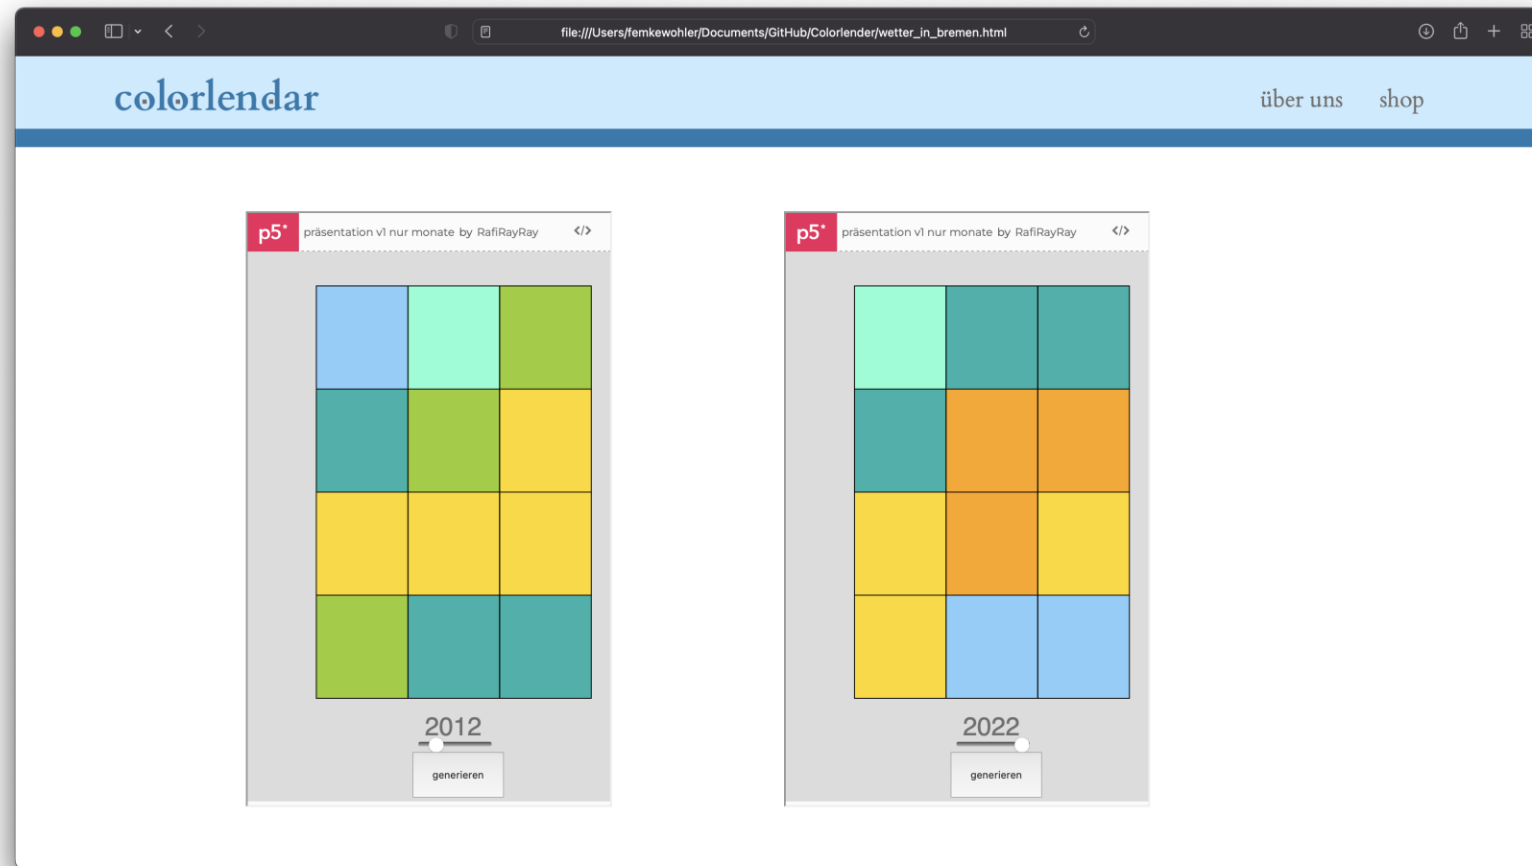 file:///Users/femkewohler/Documents/GitHub/Colorlender/wetter_in_bremen.html
colorlendar
über uns shop
p5* präsentation v1 nur monate by RafiRayRay </>
p5* präsentation v1 nur monate by RafiRayRay </>
2012
2022
generieren
generieren